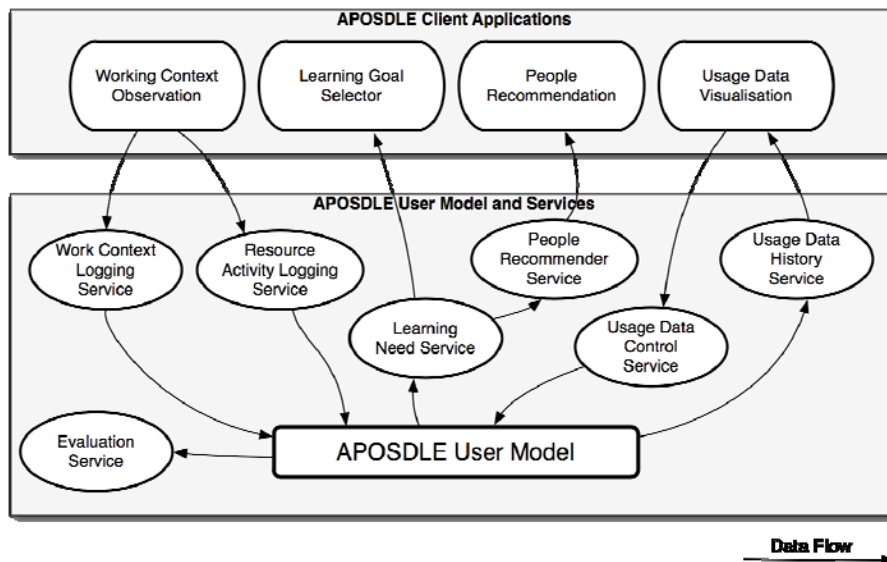 APOSDLE Client Applications
Working Context
Observation
Learning Goal
Selector
People
Recommendation
Usage Data
Visualisation
APOSDLE User Model and Services
Work Context
Logging
Service
Resource
Activity Logging
Service
People
Recommender
Service
Usage Data
History
Service
Learning
Need Service
Usage Data
Control
Service
Evaluation
Service
APOSDLE User Model
Data Flow